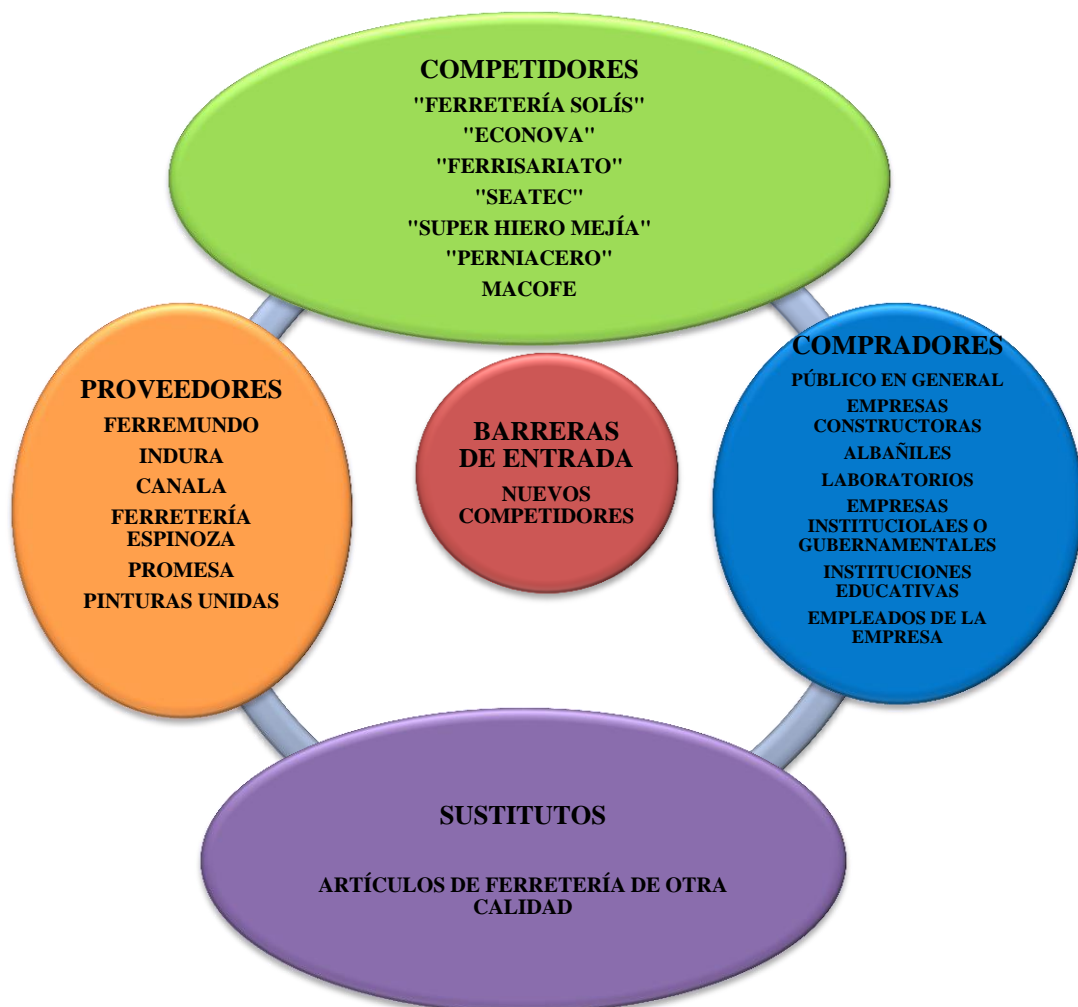 COMPETIDORES
"FERRETERÍA SOLÍS"
"ECONOVA"
"FERRISARIATO"
"SEATEC"
"SUPER HIERO MEJÍA"
"PERNIACERO"
MACOFE
PROVEEDORES
FERREMUNDO
INDURA
CANALA
FERRETERÍA
ESPINOZA
PROMESA
PINTURAS UNIDAS
BARRERAS
DE ENTRADA
NUEVOS
COMPETIDORES
COMPRADORES
PÚBLICO EN GENERAL
EMPRESAS
CONSTRUCTORAS
ALBAÑILES
LABORATORIOS
EMPRESAS
INSTITUCIOLAES O
GUBERNAMENTALES
INSTITUCIONES
EDUCATIVAS
EMPLEADOS DE LA
EMPRESA
SUSTITUTOS
ARTÍCULOS DE FERRETERÍA DE OTRA
CALIDAD